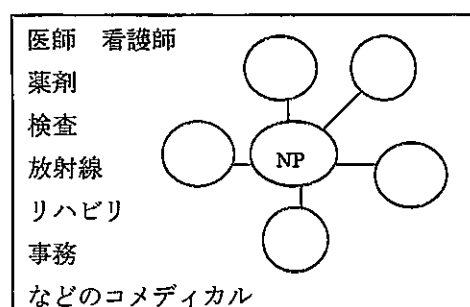 医師　看護師
薬剤
検査
放射線
リハビリ
事務
などのコメディカル
NP